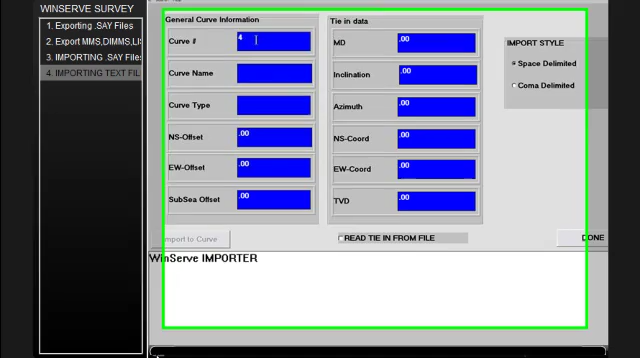 WINSERVE SURVEY
1. Exporting .SAY Files
2. Export MMS,DIMMS,LIS
3. IMPORTING .SAY Files
4. IMPORTING TEXT FIL
General Curve Information
Curve # 4
Curve Name
Curve Type
NS-Offset .00
EW-Offset .00
SubSea Offset .00
Tie in data
MD .00
Inclination .00
Azimuth .00
NS-Coord .00
EW-Coord .00
TVD .00
IMPORT STYLE
Space Delimited
Coma Delimited
Import to Curve
READ TIE IN FROM FILE
DONE
WinServe IMPORTER